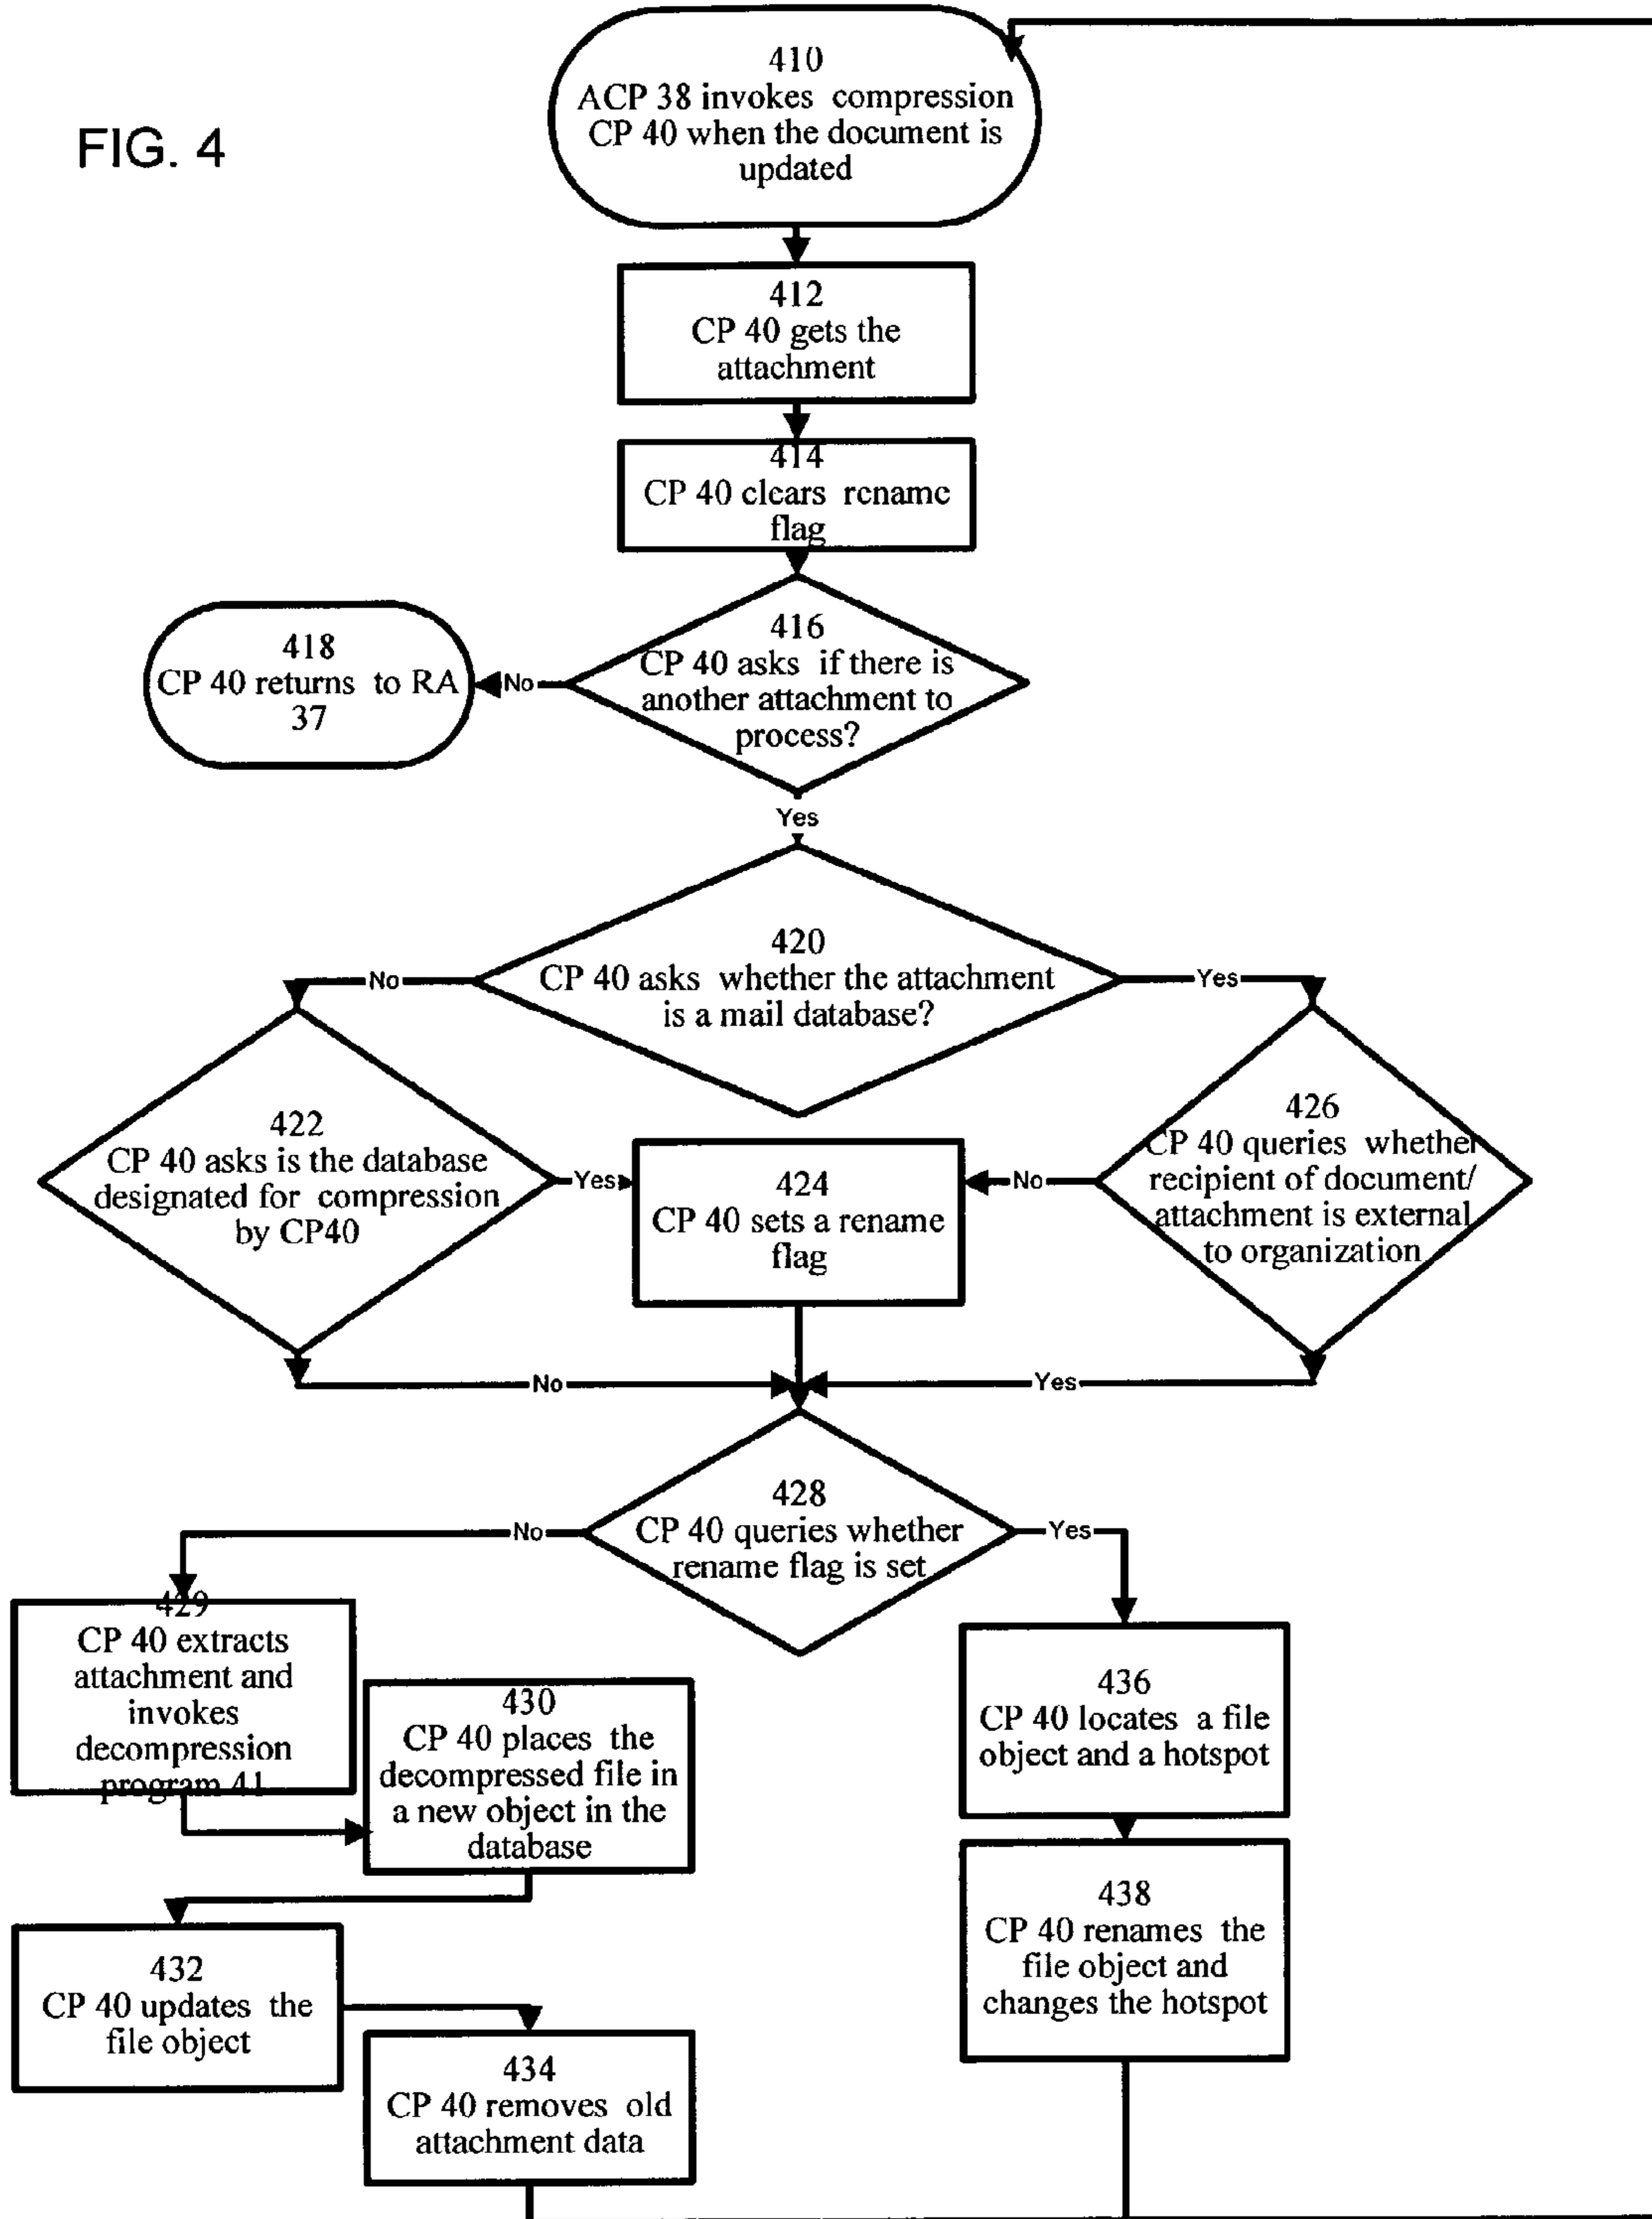 FIG. 4
410
ACP 38 invokes compression
CP 40 when the document is
updated
412
CP 40 gets the
attachment
414
CP 40 clears rename
flag
416
CP 40 asks if there is
another attachment to
process?
No
418
CP 40 returns to RA
37
Yes
420
CP 40 asks whether the attachment
is a mail database?
No
Yes
422
CP 40 asks is the database
designated for compression
by CP40
Yes
424
CP 40 sets a rename
flag
No
426
CP 40 queries whether
recipient of document/
attachment is external
to organization
No
Yes
428
CP 40 queries whether
rename flag is set
No
Yes
429
CP 40 extracts
attachment and
invokes
decompression
program 41
430
CP 40 places the
decompressed file in
a new object in the
database
436
CP 40 locates a file
object and a hotspot
432
CP 40 updates the
file object
438
CP 40 renames the
file object and
changes the hotspot
434
CP 40 removes old
attachment data